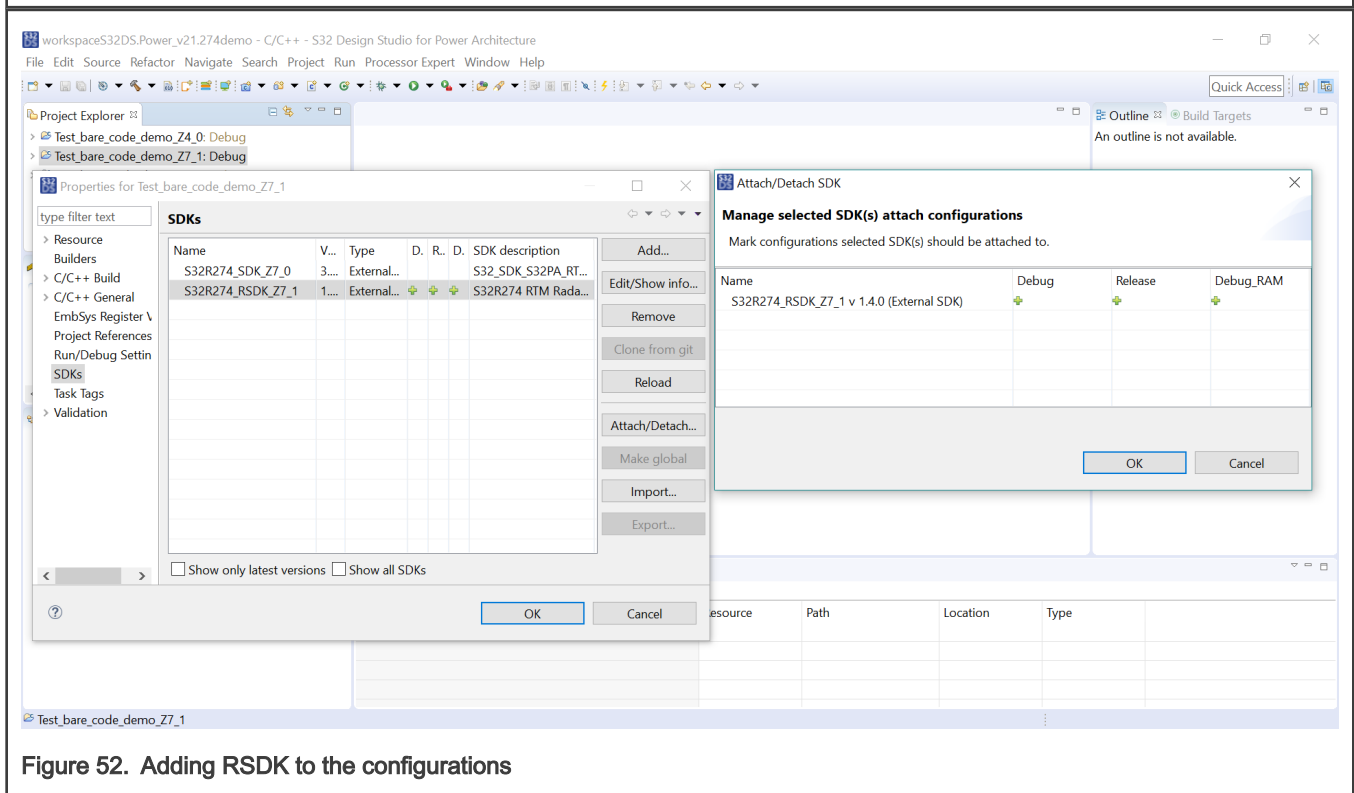 workspaceS32DS.Power_v21.274demo - C/C++ - S32 Design Studio for Power Architecture
File Edit Source Refactor Navigate Search Project Run Processor Expert Window Help
Quick Access
Project Explorer
Test_bare_code_demo_Z4_0: Debug
Test_bare_code_demo_Z7_1: Debug
Outline Build Targets
An outline is not available.
Properties for Test_bare_code_demo_Z7_1
type filter text
Resource
Builders
C/C++ Build
C/C++ General
EmbSys Register
Project References
Run/Debug Settin
SDKs
Task Tags
Validation
SDKs
Name V... Type D. R.. D. SDK description
S32R274_SDK_Z7_0 3.... External... S32_SDK_S32PA_RT...
S32R274_RSDK_Z7_1 1.... External... S32R274 RTM Rada...
Add...
Edit/Show info...
Remove
Clone from git
Reload
Attach/Detach...
Make global
Import...
Export...
Show only latest versions Show all SDKs
OK Cancel
Attach/Detach SDK
Manage selected SDK(s) attach configurations
Mark configurations selected SDK(s) should be attached to.
Name Debug Release Debug_RAM
S32R274_RSDK_Z7_1 v 1.4.0 (External SDK)
OK Cancel
esource Path Location Type
Test_bare_code_demo_Z7_1
Figure 52. Adding RSDK to the configurations